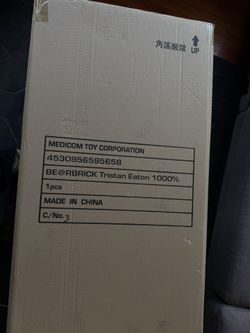 角落厳禁
UP
MEDICOM TOY CORPORATION
4530956595658
BE@RBRICK Tristan Eaton 1000%
1pcs
MADE IN CHINA
C/No. 3